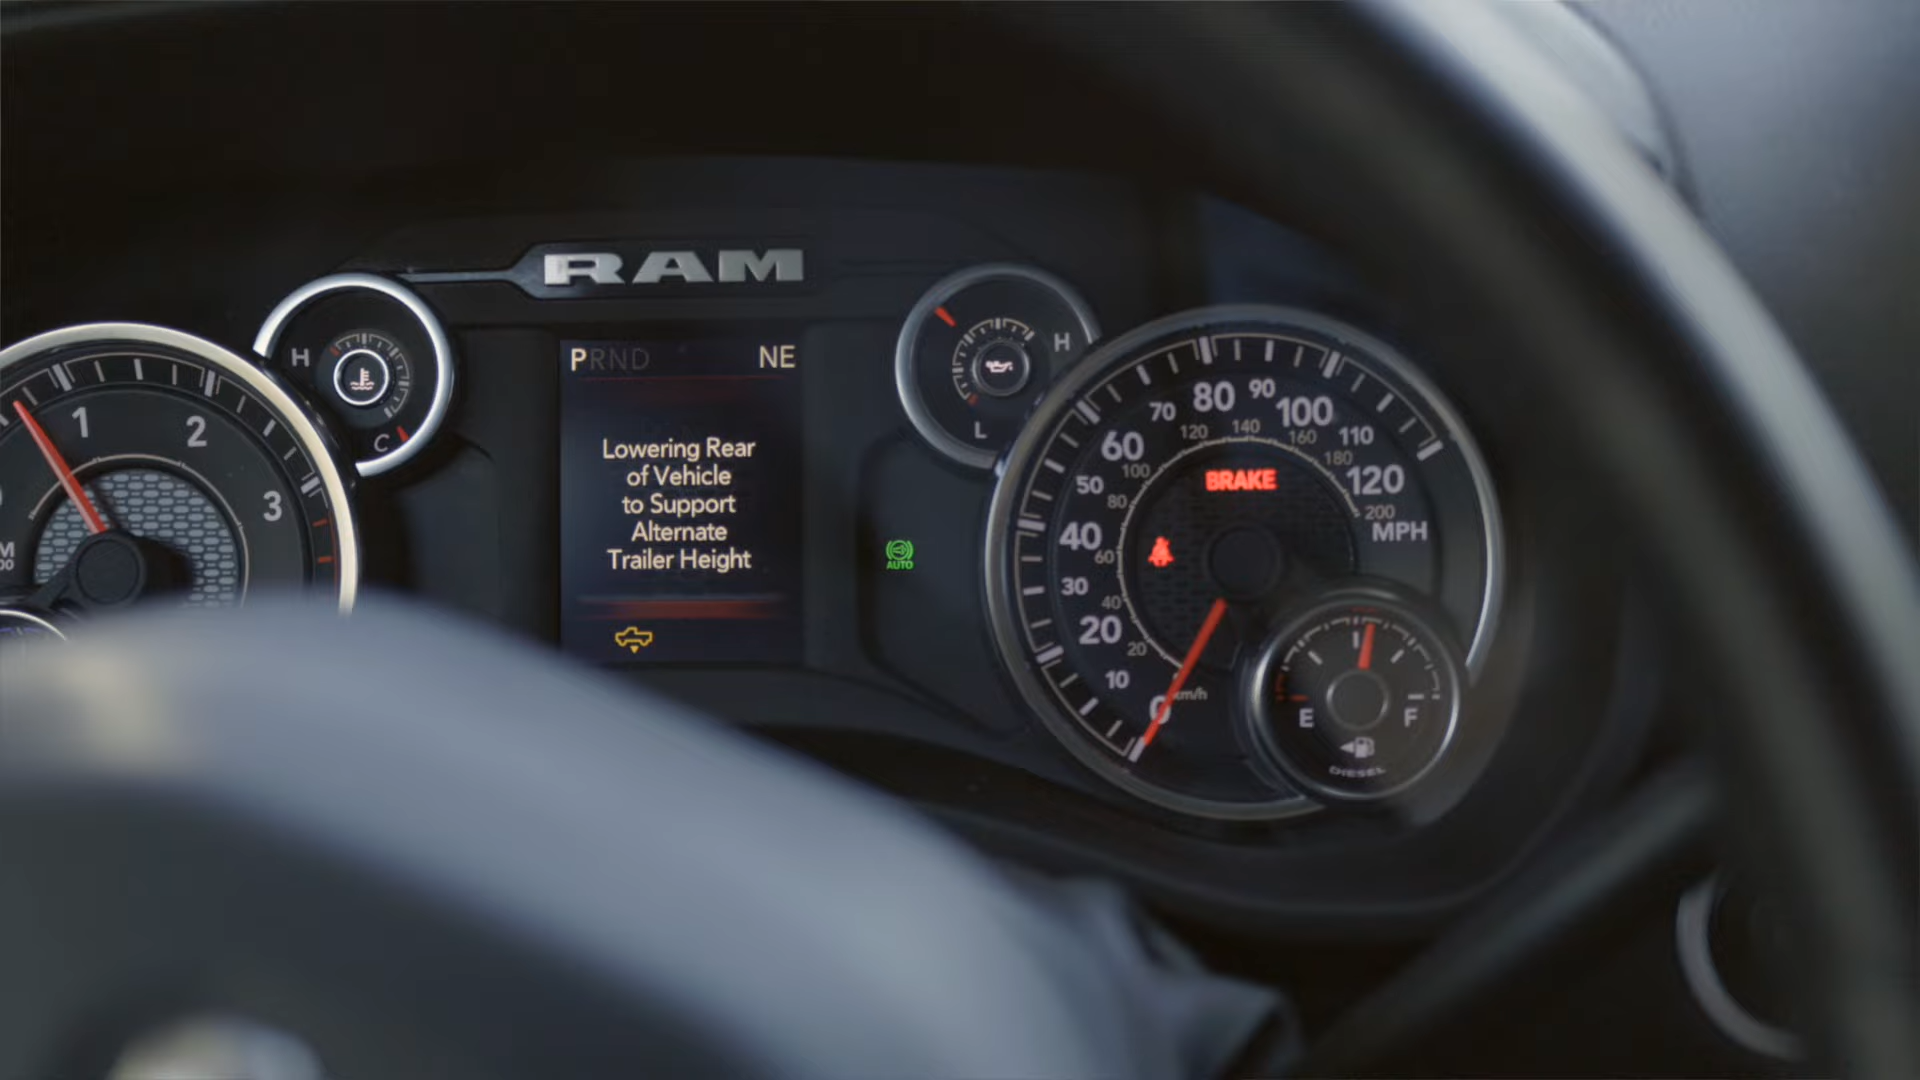 RAM
H
C
1
2
3
PRND NE
Lowering Rear
of Vehicle
to Support
Alternate
Trailer Height
AUTO
H
L
0 10 20 30 40 50 60 70 80 90 100 110 120
MPH
20 40 60 80 100 120 140 160 180 200
km/h
BRAKE
E F
DIESEL